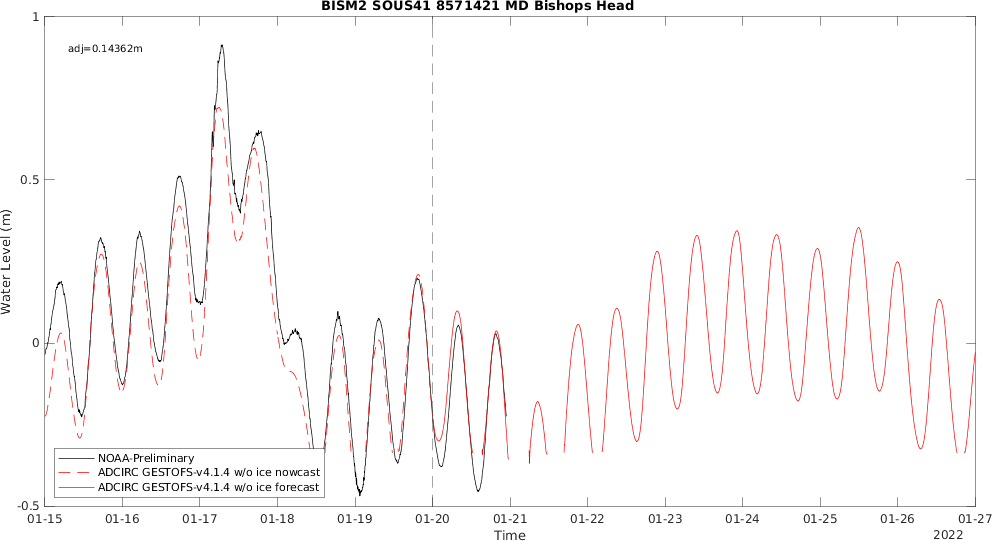 BISM2 SOUS41 8571421 MD Bishops Head
adj=0.14362m
1
0.5
0
-0.5
Water Level (m)
NOAA-Preliminary
ADCIRC GESTOFS-v4.1.4 w/o ice nowcast
ADCIRC GESTOFS-v4.1.4 w/o ice forecast
01-15 01-16 01-17 01-18 01-19 01-20 01-21 01-22 01-23 01-24 01-25 01-26 01-27
Time
2022